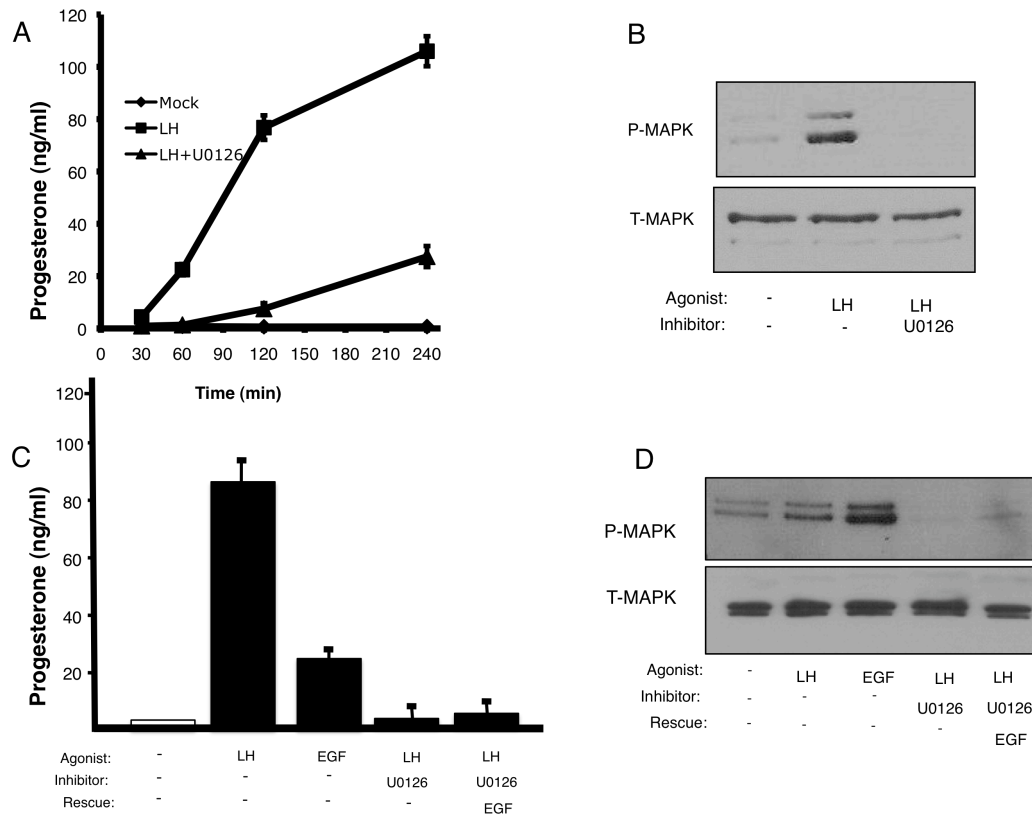 A
Progesterone (ng/ml)
120
100
80
60
40
20
0
Mock
LH
LH+U0126
0 30 60 90 120 150 180 210 240
Time (min)
B
P-MAPK
T-MAPK
Agonist: - LH LH
Inhibitor: - - U0126
C
Progesterone (ng/ml)
120
100
80
60
40
20
Agonist: - LH EGF LH LH
Inhibitor: - - - U0126 U0126
Rescue: - - - - EGF
D
P-MAPK
T-MAPK
Agonist: - LH EGF LH LH
Inhibitor: - - - U0126 U0126
Rescue: - - - - EGF